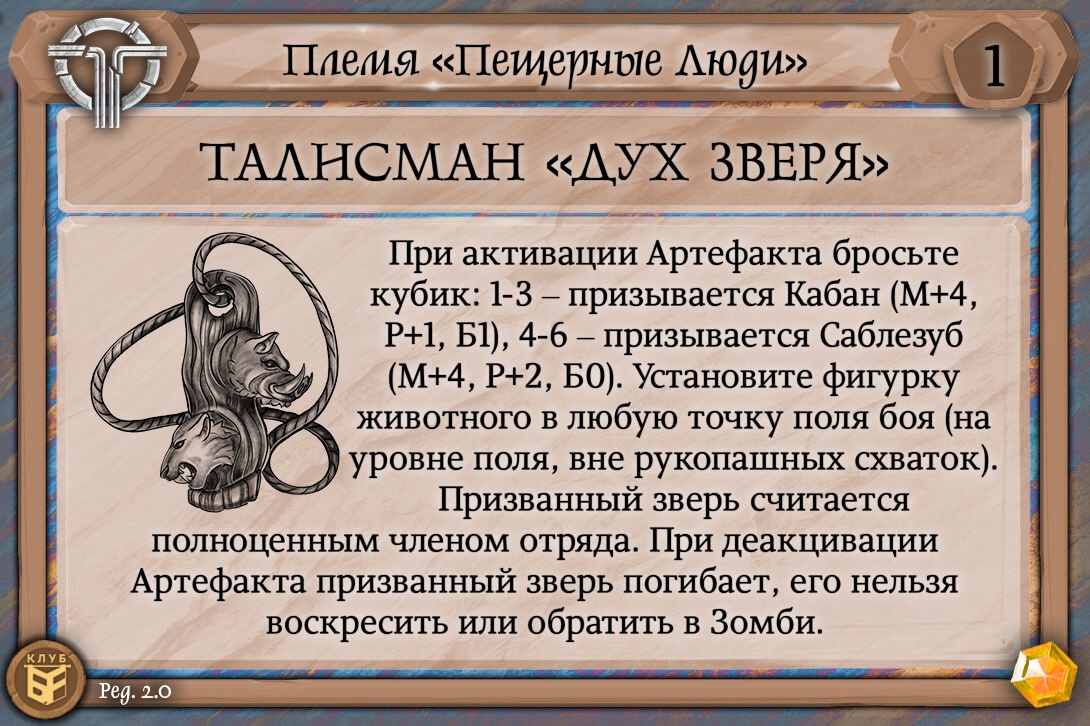 Племя «Пещерные Люди»
1
ТАЛИСМАН «ДУХ ЗВЕРЯ»
При активации Артефакта бросьте
кубик: 1-3 – призывается Кабан (М+4,
Р+1, Б1), 4-6 – призывается Саблезуб
(М+4, Р+2, Б0). Установите фигурку
животного в любую точку поля боя (на
уровне поля, вне рукопашных схваток).
Призванный зверь считается
полноценным членом отряда. При деакцивации
Артефакта призванный зверь погибает, его нельзя
воскресить или обратить в Зомби.
КЛУБ
Ред. 2.0